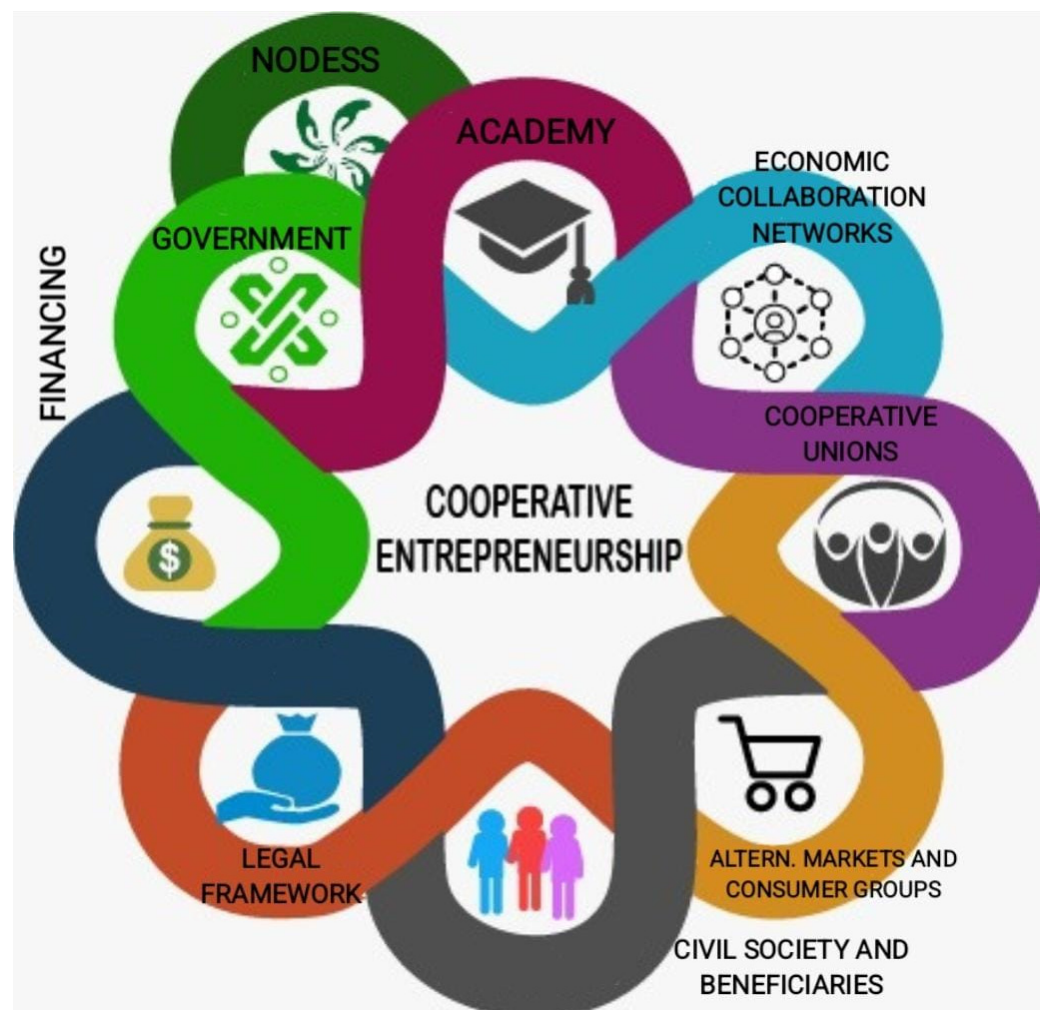 NODESS
ACADEMY
ECONOMIC
COLLABORATION
NETWORKS
GOVERNMENT
FINANCING
COOPERATIVE
UNIONS
COOPERATIVE
ENTREPRENEURSHIP
$
LEGAL
FRAMEWORK
ALTERN. MARKETS AND
CONSUMER GROUPS
CIVIL SOCIETY AND
BENEFICIARIES